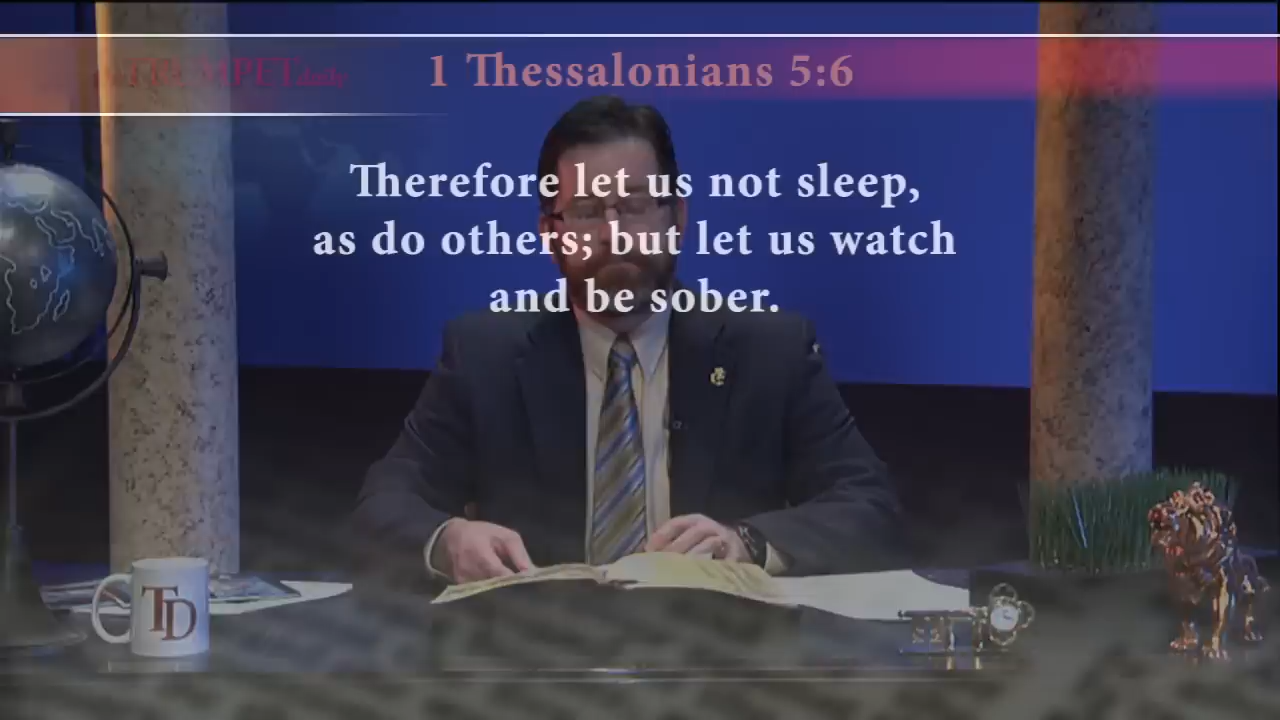 theTRUMPETdaily
1 Thessalonians 5:6
Therefore let us not sleep,
as do others; but let us watch
and be sober.
TD